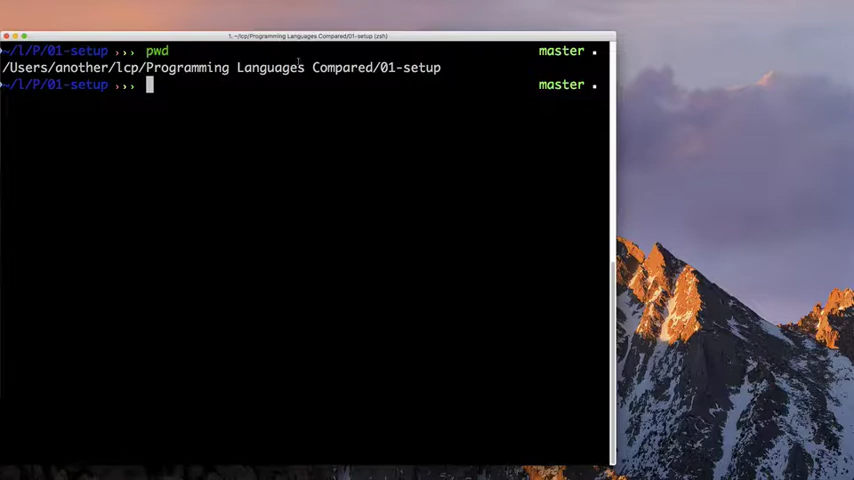 1. ~/lcp/Programming Languages Compared/01-setup (zsh)
~/l/P/01-setup ››› pwd master
/Users/another/lcp/Programming Languages Compared/01-setup
~/l/P/01-setup ››› master